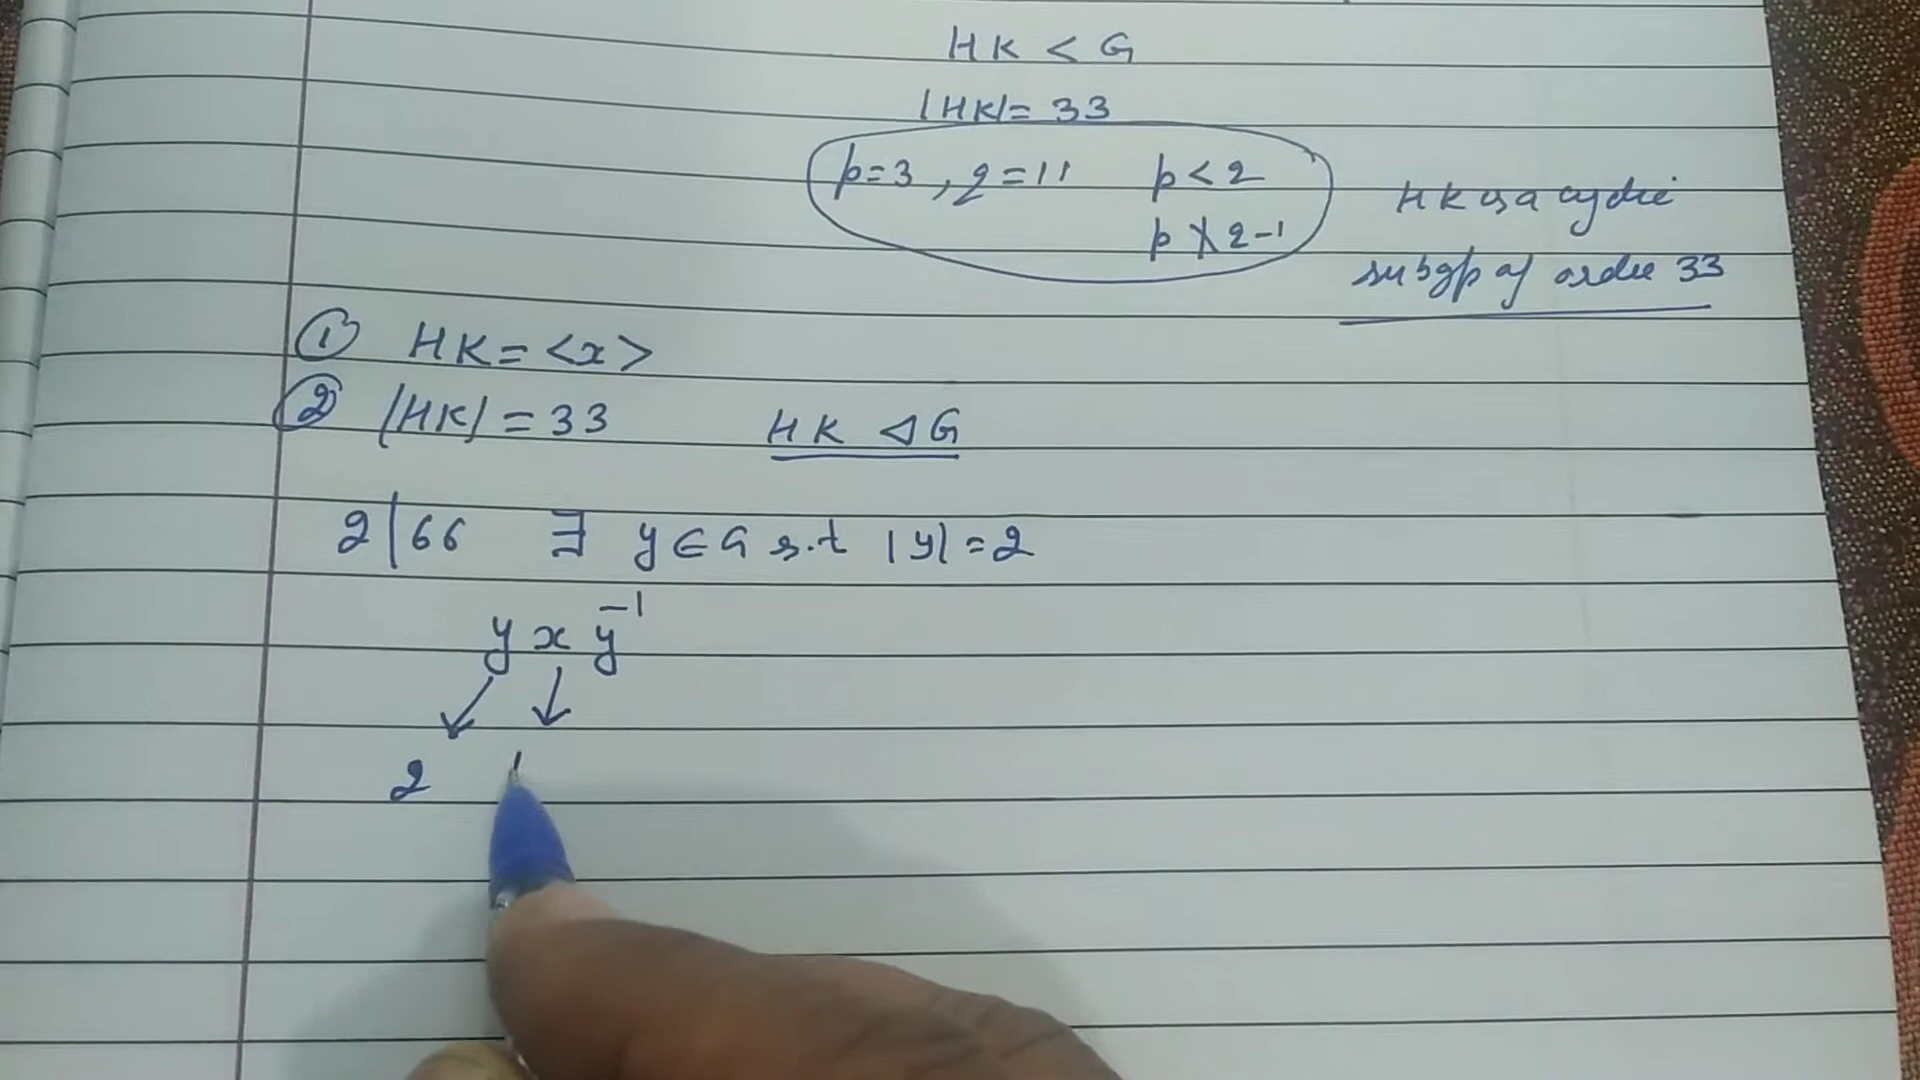 HK < G
|HK| = 33
p=3, q=11 p<q
p ∤ q-1
HK is a cyclic
subgp of order 33
① HK = <x>
② |HK| = 33 HK ⊲ G
2|66 ∃ y∈G s.t |y|=2
y x y⁻¹
↙ ↓
2